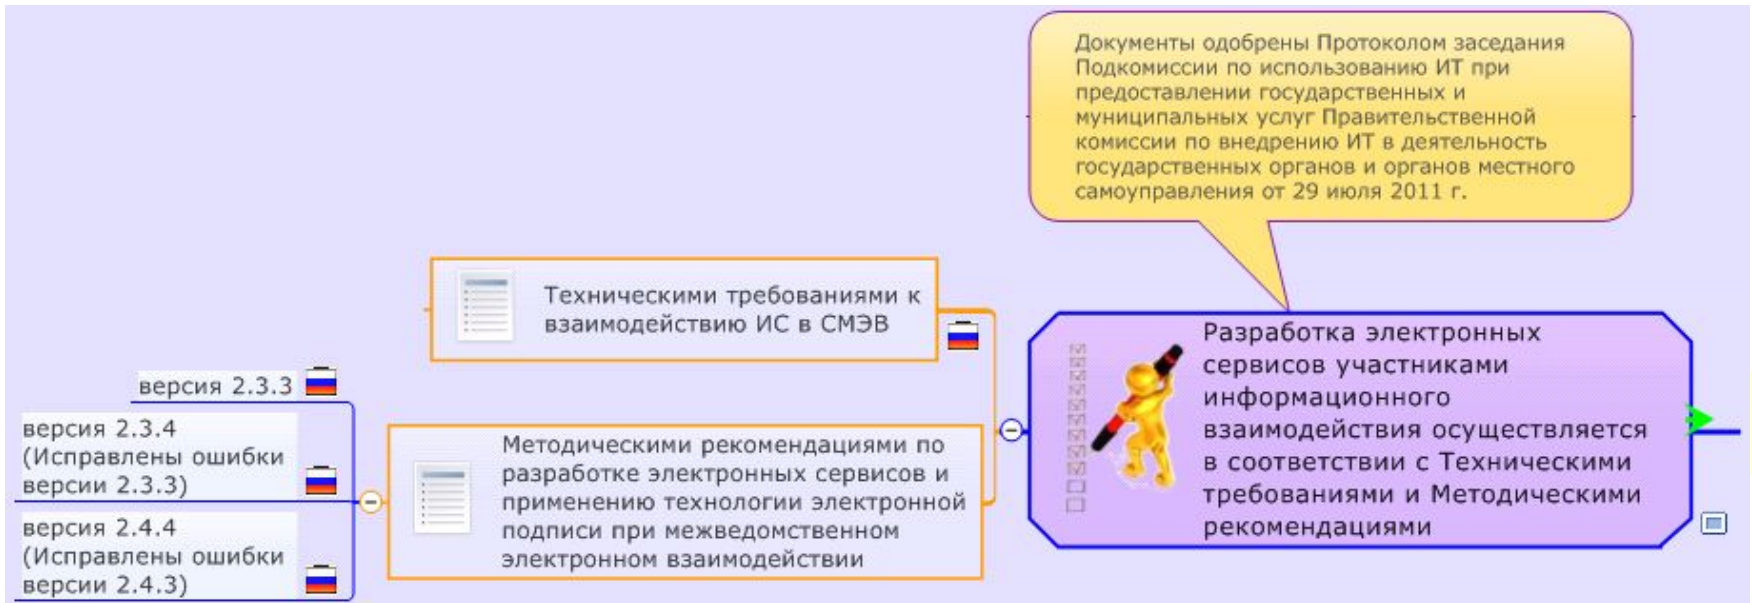 Документы одобрены Протоколом заседания
Подкомиссии по использованию ИТ при
предоставлении государственных и
муниципальных услуг Правительственной
комиссии по внедрению ИТ в деятельность
государственных органов и органов местного
самоуправления от 29 июля 2011 г.
Техническими требованиями к
взаимодействию ИС в СМЭВ
Разработка электронных
сервисов участниками
информационного
взаимодействия осуществляется
в соответствии с Техническими
требованиями и Методическими
рекомендациями
версия 2.3.3
версия 2.3.4
(Исправлены ошибки
версии 2.3.3)
версия 2.4.4
(Исправлены ошибки
версии 2.4.3)
Методическими рекомендациями по
разработке электронных сервисов и
применению технологии электронной
подписи при межведомственном
электронном взаимодействии